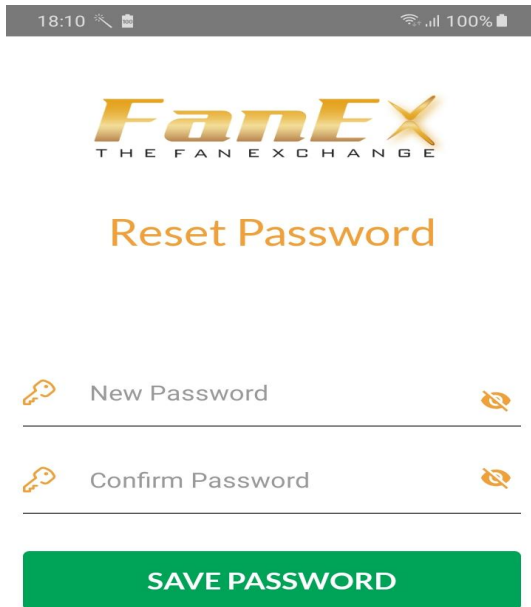 18:10 100%
FanEX
THE FAN EXCHANGE
Reset Password
New Password
Confirm Password
SAVE PASSWORD